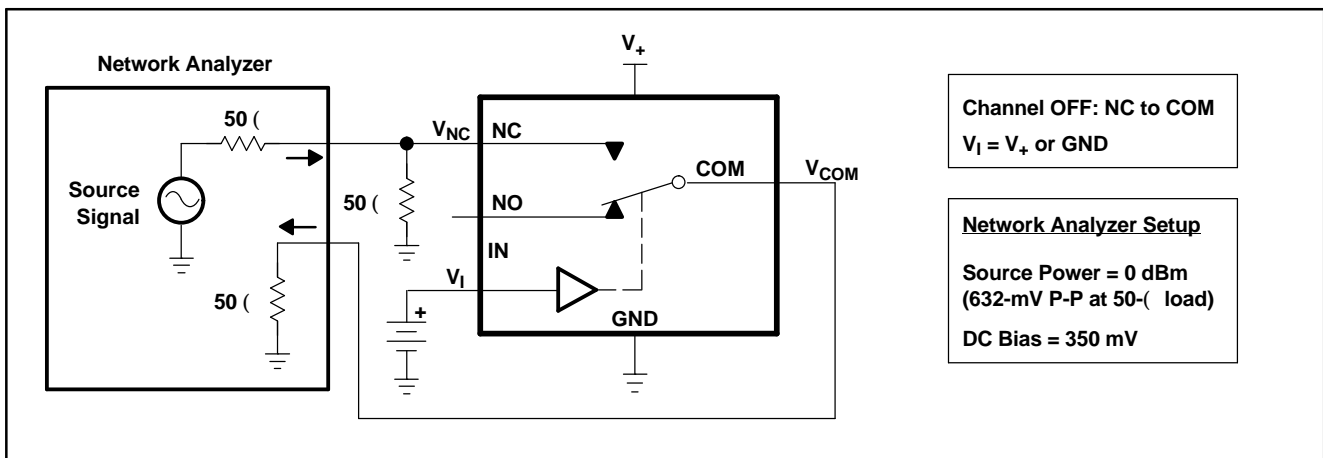 Network Analyzer
50 (
Source
Signal
50 (
50 (
V+
VNC
NC
NO
IN
VI
+
GND
COM
VCOM
Channel OFF: NC to COM
VI = V+ or GND
Network Analyzer Setup
Source Power = 0 dBm
(632-mV P-P at 50-( load)
DC Bias = 350 mV